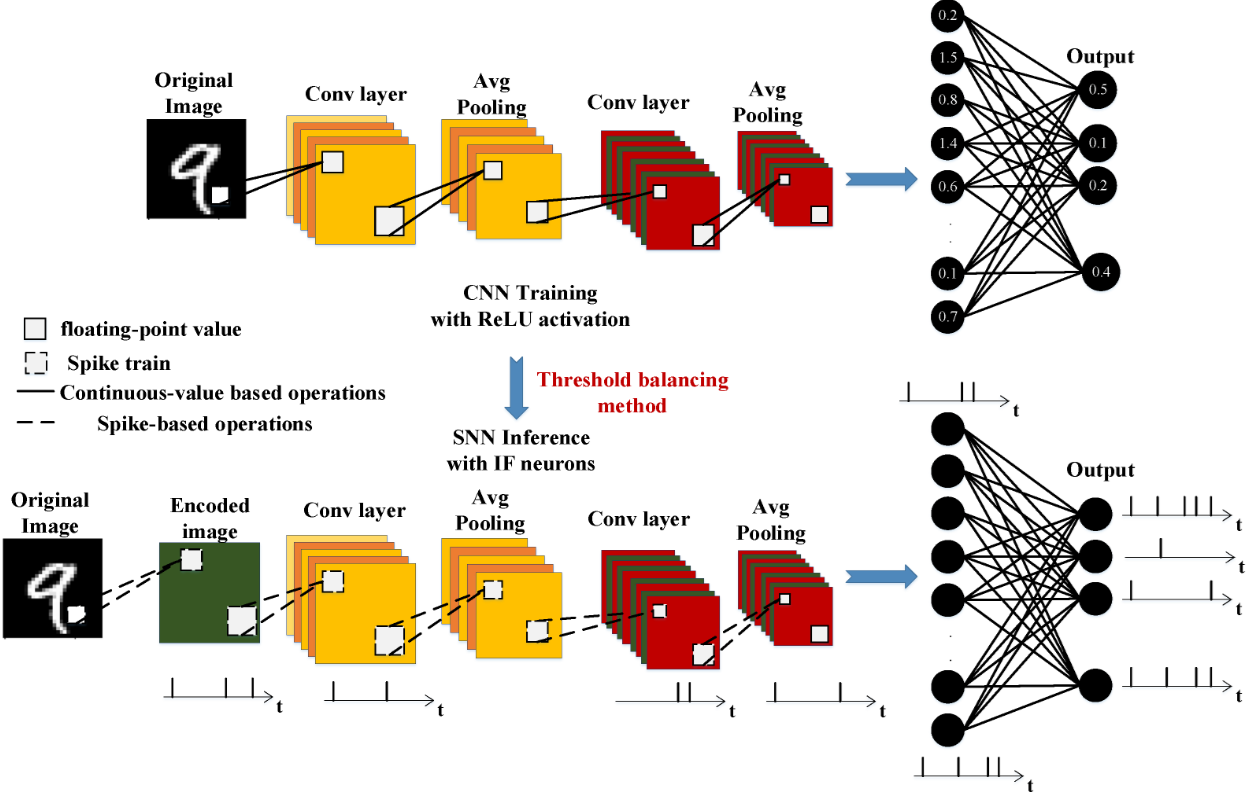 Original
Image
Conv layer
Avg
Pooling
Conv layer
Avg
Pooling
0.2
1.5
0.8
1.4
0.6
0.1
0.7
Output
0.5
0.1
0.2
0.4
CNN Training
with ReLU activation
floating-point value
Spike train
Continuous-value based operations
Spike-based operations
Threshold balancing
method
SNN Inference
with IF neurons
Original
Image
Encoded
image
Conv layer
Avg
Pooling
Conv layer
Avg
Pooling
t
t
t
t
t
Output
t
t
t
t
t